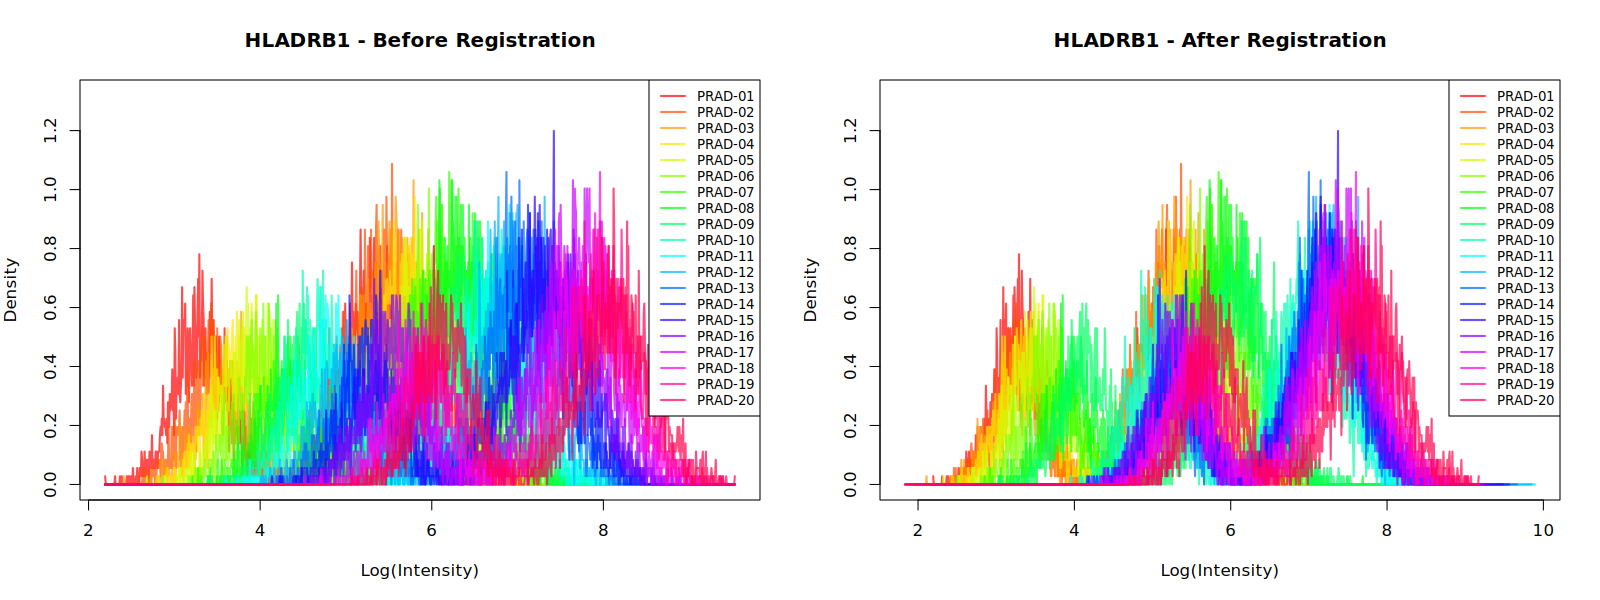 HLADRB1 - Before Registration
Density
0.0
0.2
0.4
0.6
0.8
1.0
1.2
2
4
6
8
Log(Intensity)
PRAD-01
PRAD-02
PRAD-03
PRAD-04
PRAD-05
PRAD-06
PRAD-07
PRAD-08
PRAD-09
PRAD-10
PRAD-11
PRAD-12
PRAD-13
PRAD-14
PRAD-15
PRAD-16
PRAD-17
PRAD-18
PRAD-19
PRAD-20
HLADRB1 - After Registration
Density
0.0
0.2
0.4
0.6
0.8
1.0
1.2
2
4
6
8
10
Log(Intensity)
PRAD-01
PRAD-02
PRAD-03
PRAD-04
PRAD-05
PRAD-06
PRAD-07
PRAD-08
PRAD-09
PRAD-10
PRAD-11
PRAD-12
PRAD-13
PRAD-14
PRAD-15
PRAD-16
PRAD-17
PRAD-18
PRAD-19
PRAD-20